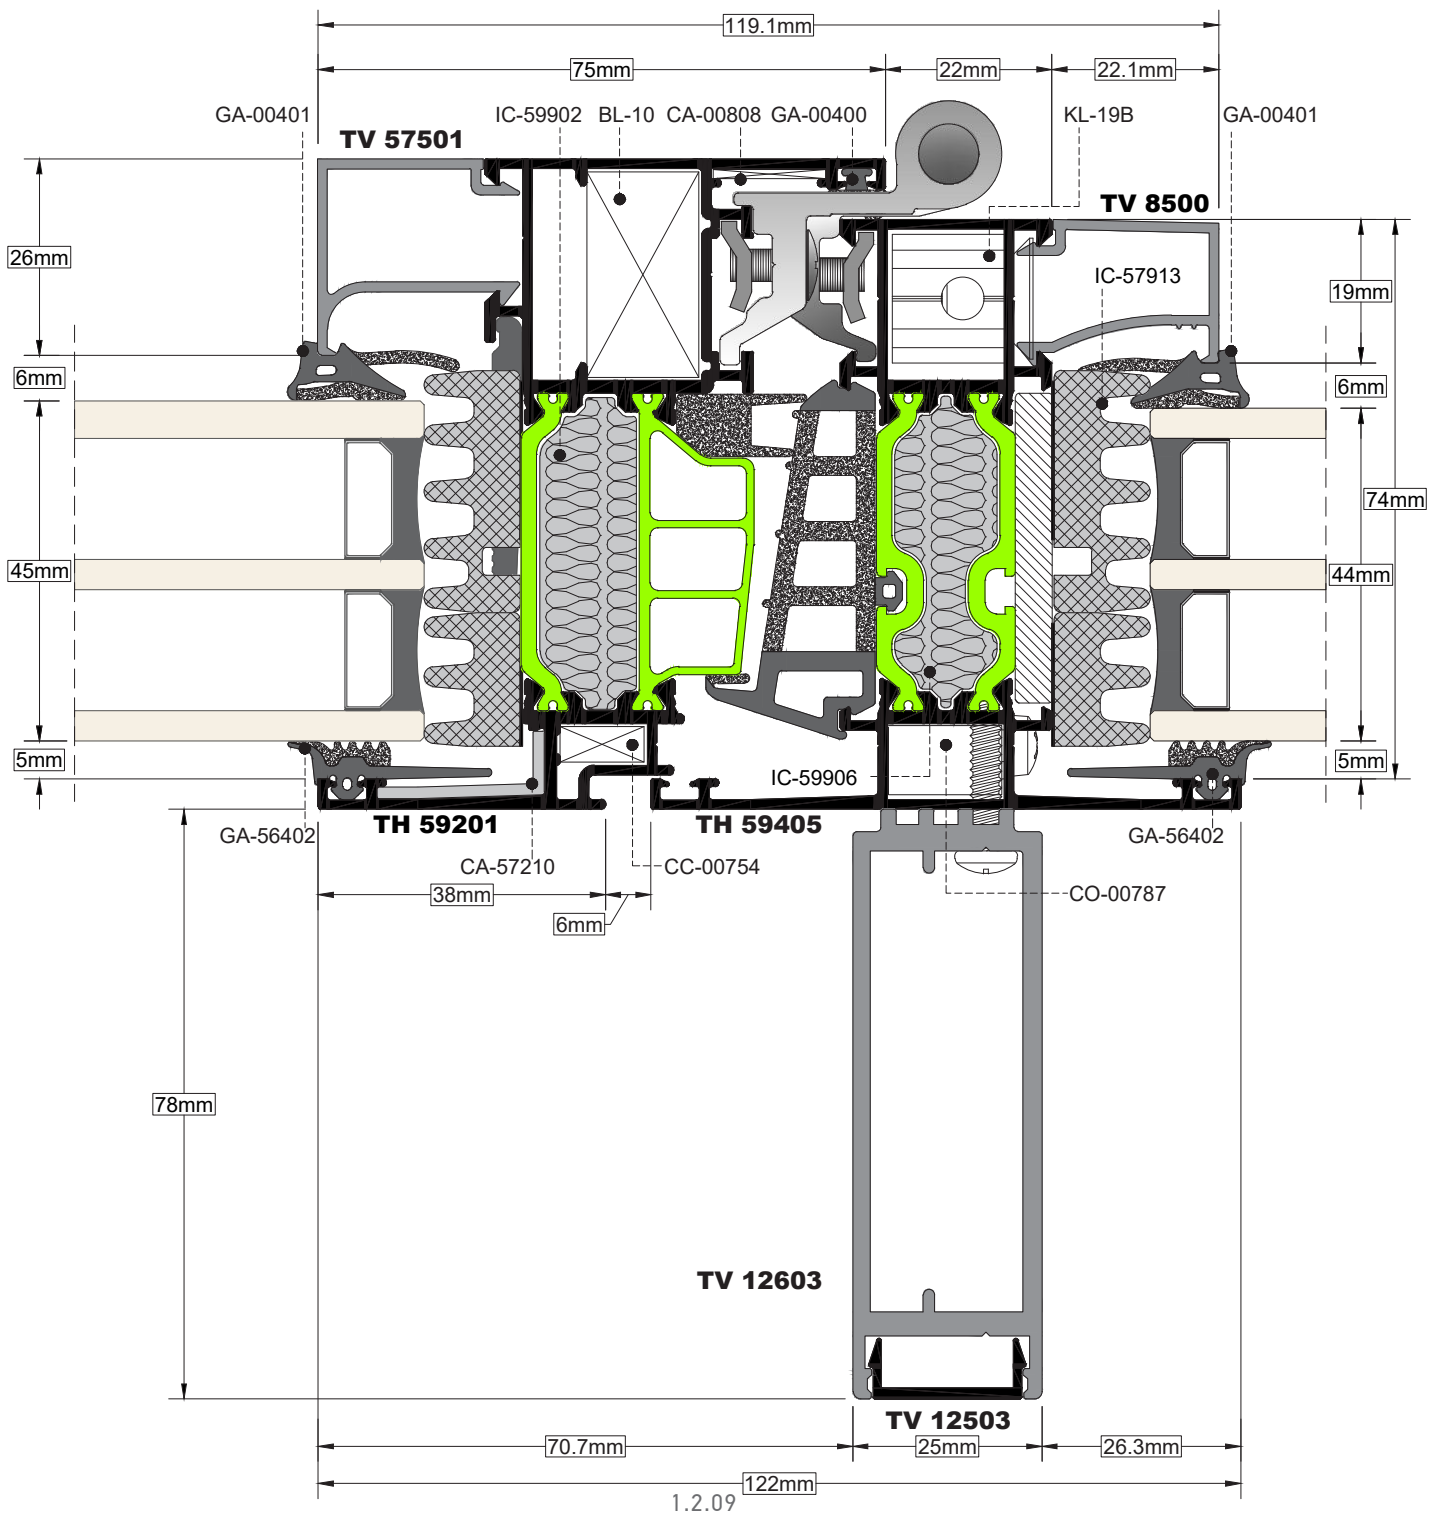 119.1mm
75mm
22mm
22.1mm
GA-00401
IC-59902
BL-10
CA-00808
GA-00400
KL-19B
GA-00401
TV 57501
TV 8500
26mm
IC-57913
19mm
6mm
6mm
74mm
45mm
44mm
5mm
IC-59906
5mm
GA-56402
TH 59201
TH 59405
GA-56402
CA-57210
CC-00754
38mm
CO-00787
6mm
78mm
TV 12603
TV 12503
70.7mm
25mm
26.3mm
122mm
1.2.09